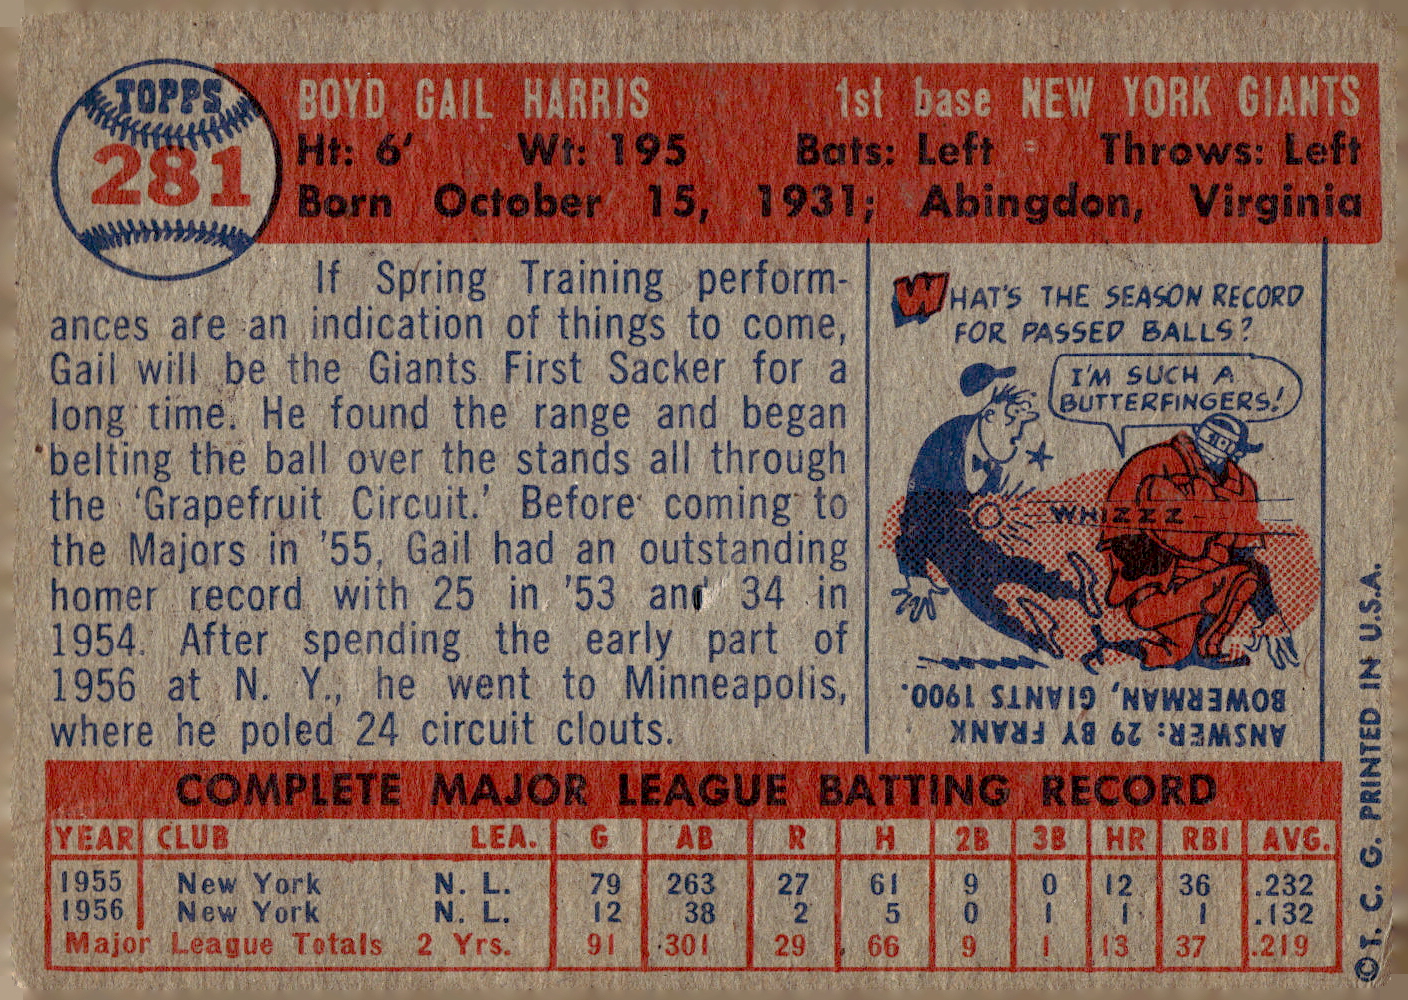 TOPPS
281
BOYD GAIL HARRIS 1st base NEW YORK GIANTS
Ht: 6' Wt: 195 Bats: Left Throws: Left
Born October 15, 1931; Abingdon, Virginia
If Spring Training perform-
ances are an indication of things to come,
Gail will be the Giants First Sacker for a
long time. He found the range and began
belting the ball over the stands all through
the 'Grapefruit Circuit.' Before coming to
the Majors in '55, Gail had an outstanding
homer record with 25 in '53 and 34 in
1954. After spending the early part of
1956 at N. Y., he went to Minneapolis,
where he poled 24 circuit clouts.
WHAT'S THE SEASON RECORD
FOR PASSED BALLS?
I'M SUCH A
BUTTERFINGERS!
WHIZZZ
ANSWER: 29 BY FRANK
BOWERMAN, GIANTS 1900.
COMPLETE MAJOR LEAGUE BATTING RECORD
YEAR CLUB LEA. G AB R H 2B 3B HR RBI AVG.
1955 New York N. L. 79 263 27 61 9 0 12 36 .232
1956 New York N. L. 12 38 2 5 0 1 1 1 .132
Major League Totals 2 Yrs. 91 301 29 66 9 1 13 37 .219
© T. C. G. PRINTED IN U.S.A.